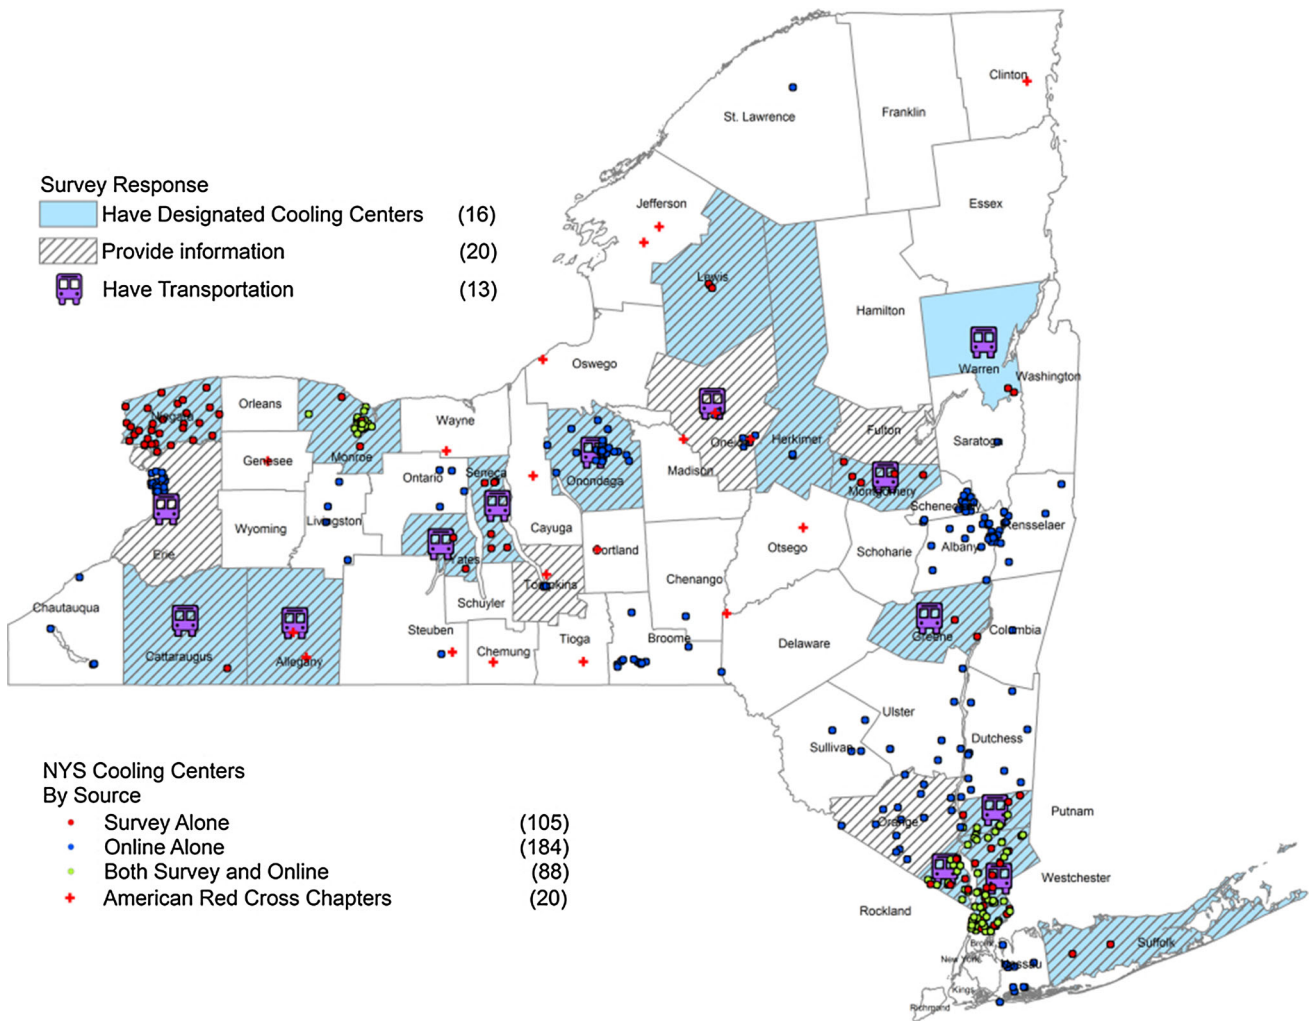 Clinton
St. Lawrence
Franklin
Survey Response
Have Designated Cooling Centers (16)
Provide information (20)
Have Transportation (13)
Jefferson
Essex
Lewis
Hamilton
Oswego
Warren
Washington
Orleans
Niagara
Wayne
Fulton
Monroe
Genesee
Oneida
Herkimer
Saratoga
Madison
Ontario
Seneca
Onondaga
Montgomery
Schenectady
Wyoming
Livingston
Cayuga
Rensselaer
Erie
Yates
Cortland
Otsego
Schoharie
Albany
Chenango
Tompkins
Chautauqua
Schuyler
Steuben
Tioga
Broome
Greene
Columbia
Cattaraugus
Allegany
Chemung
Delaware
Ulster
Sullivan
Dutchess
NYS Cooling Centers
By Source
Survey Alone (105)
Online Alone (184)
Both Survey and Online (88)
American Red Cross Chapters (20)
Putnam
Orange
Westchester
Rockland
Suffolk
Bronx
New York
Nassau
Kings
Richmond